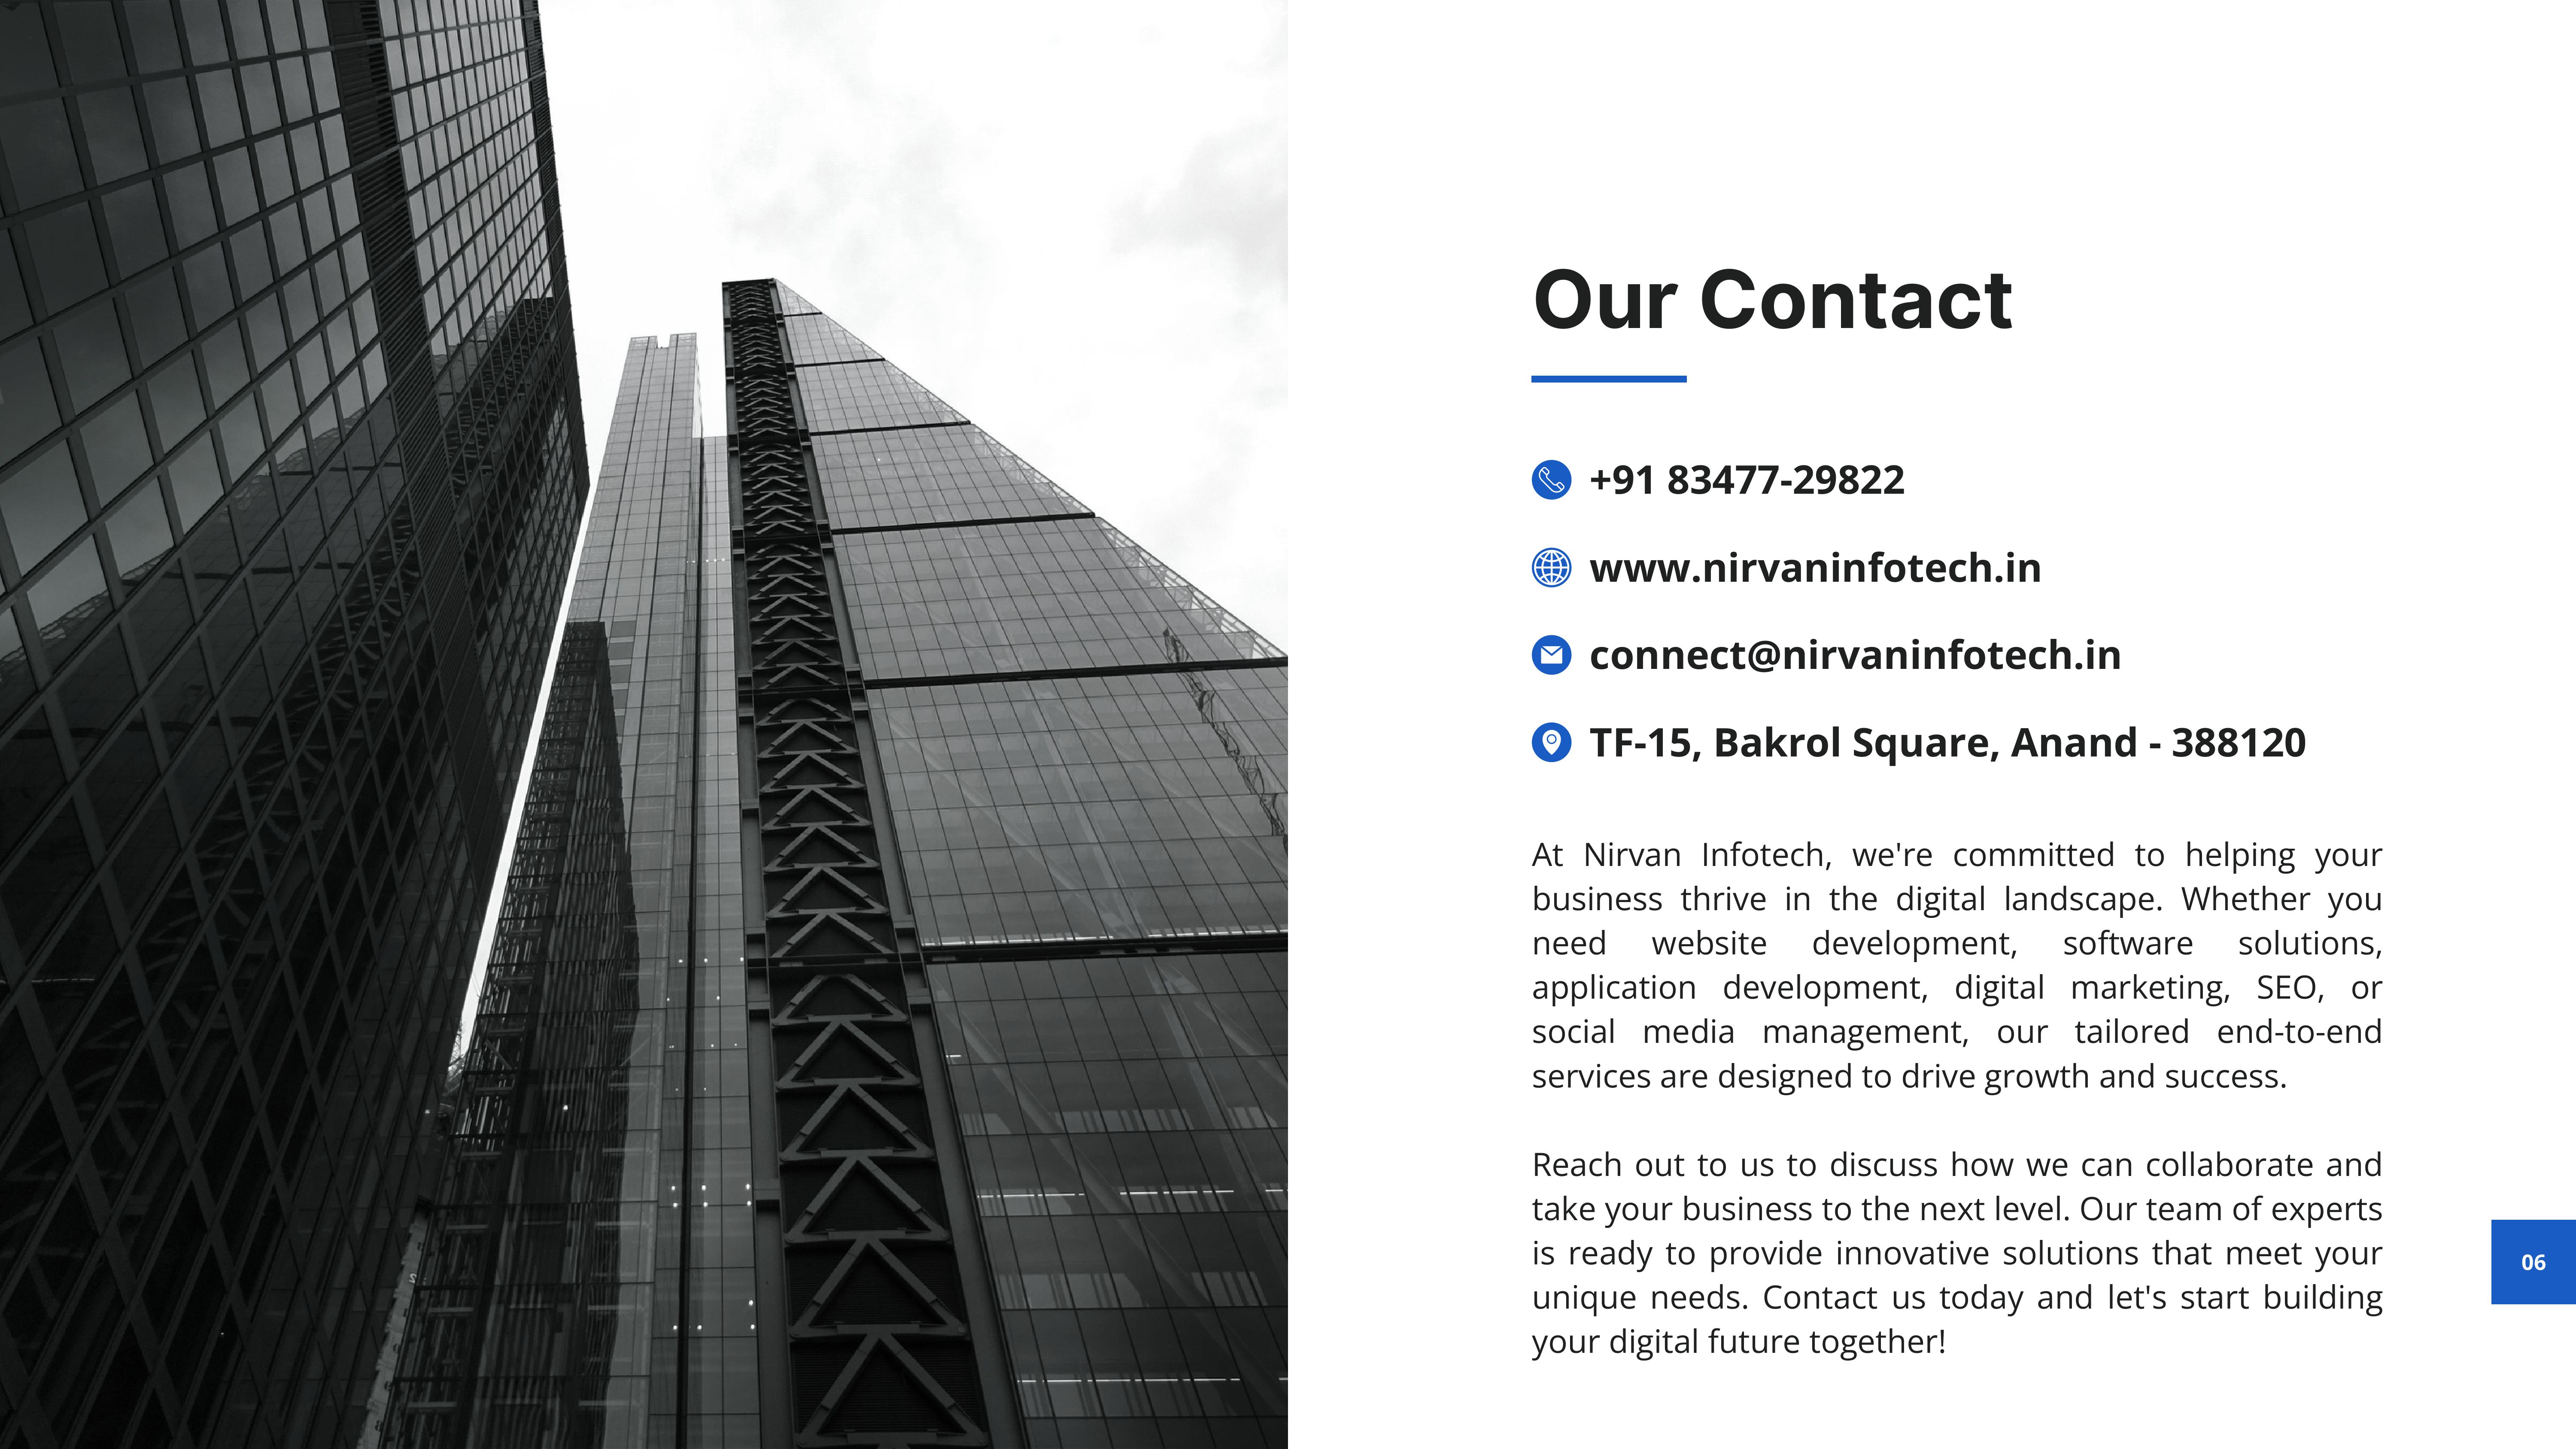 Our Contact
+91 83477-29822
www.nirvaninfotech.in
connect@nirvaninfotech.in
TF-15, Bakrol Square, Anand - 388120
At Nirvan Infotech, we're committed to helping your
business thrive in the digital landscape. Whether you
need website development, software solutions,
application development, digital marketing, SEO, or
social media management, our tailored end-to-end
services are designed to drive growth and success.
Reach out to us to discuss how we can collaborate and
take your business to the next level. Our team of experts
is ready to provide innovative solutions that meet your
unique needs. Contact us today and let's start building
your digital future together!
06